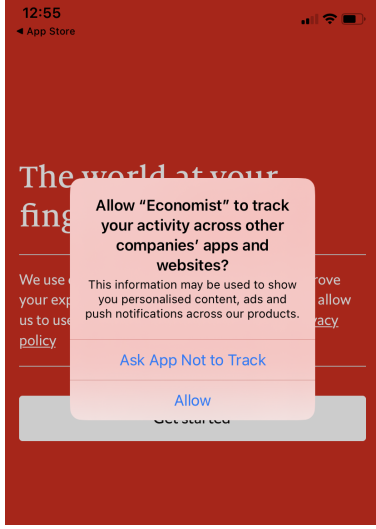 12:55
◀ App Store
The world at your
fing
Allow “Economist” to track
your activity across other
companies’ apps and
websites?
This information may be used to show
you personalised content, ads and
push notifications across our products.
We use
rove
your exp
allow
us to use
vacy
policy
Ask App Not to Track
Allow
Get started